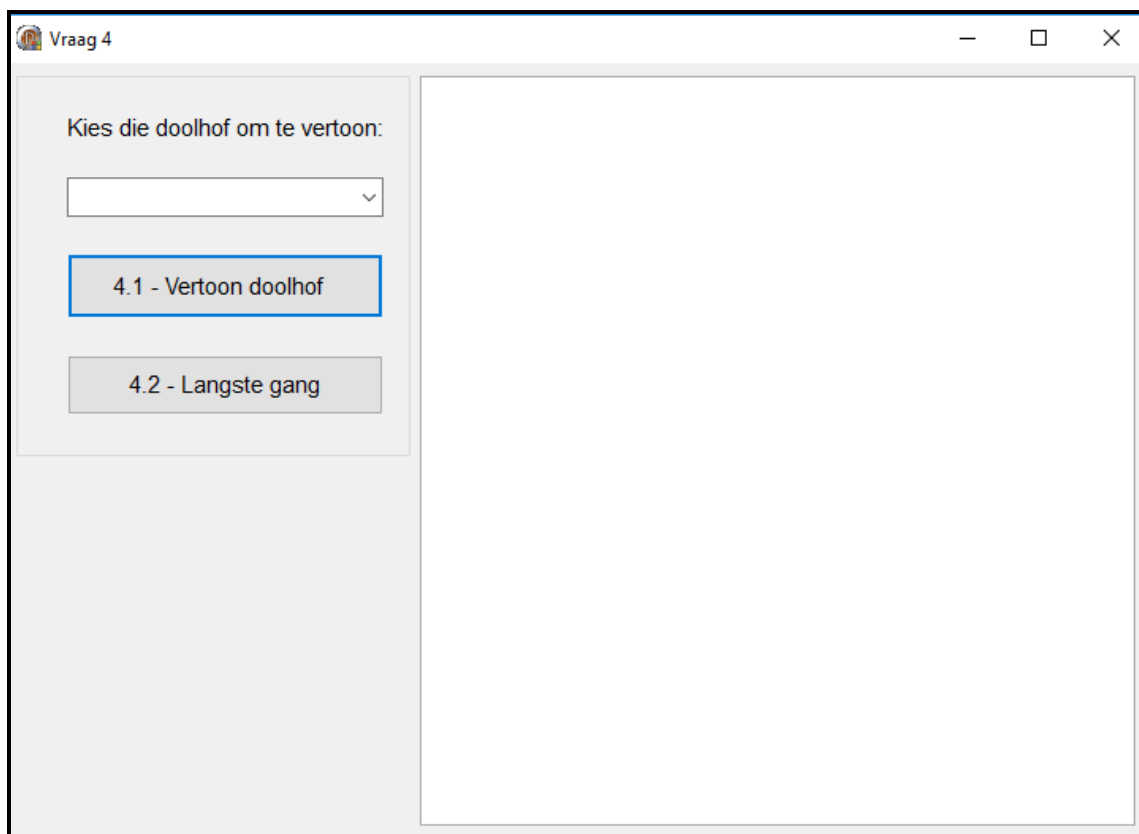 Vraag 4
Kies die doolhof om te vertoon:
4.1 - Vertoon doolhof
4.2 - Langste gang